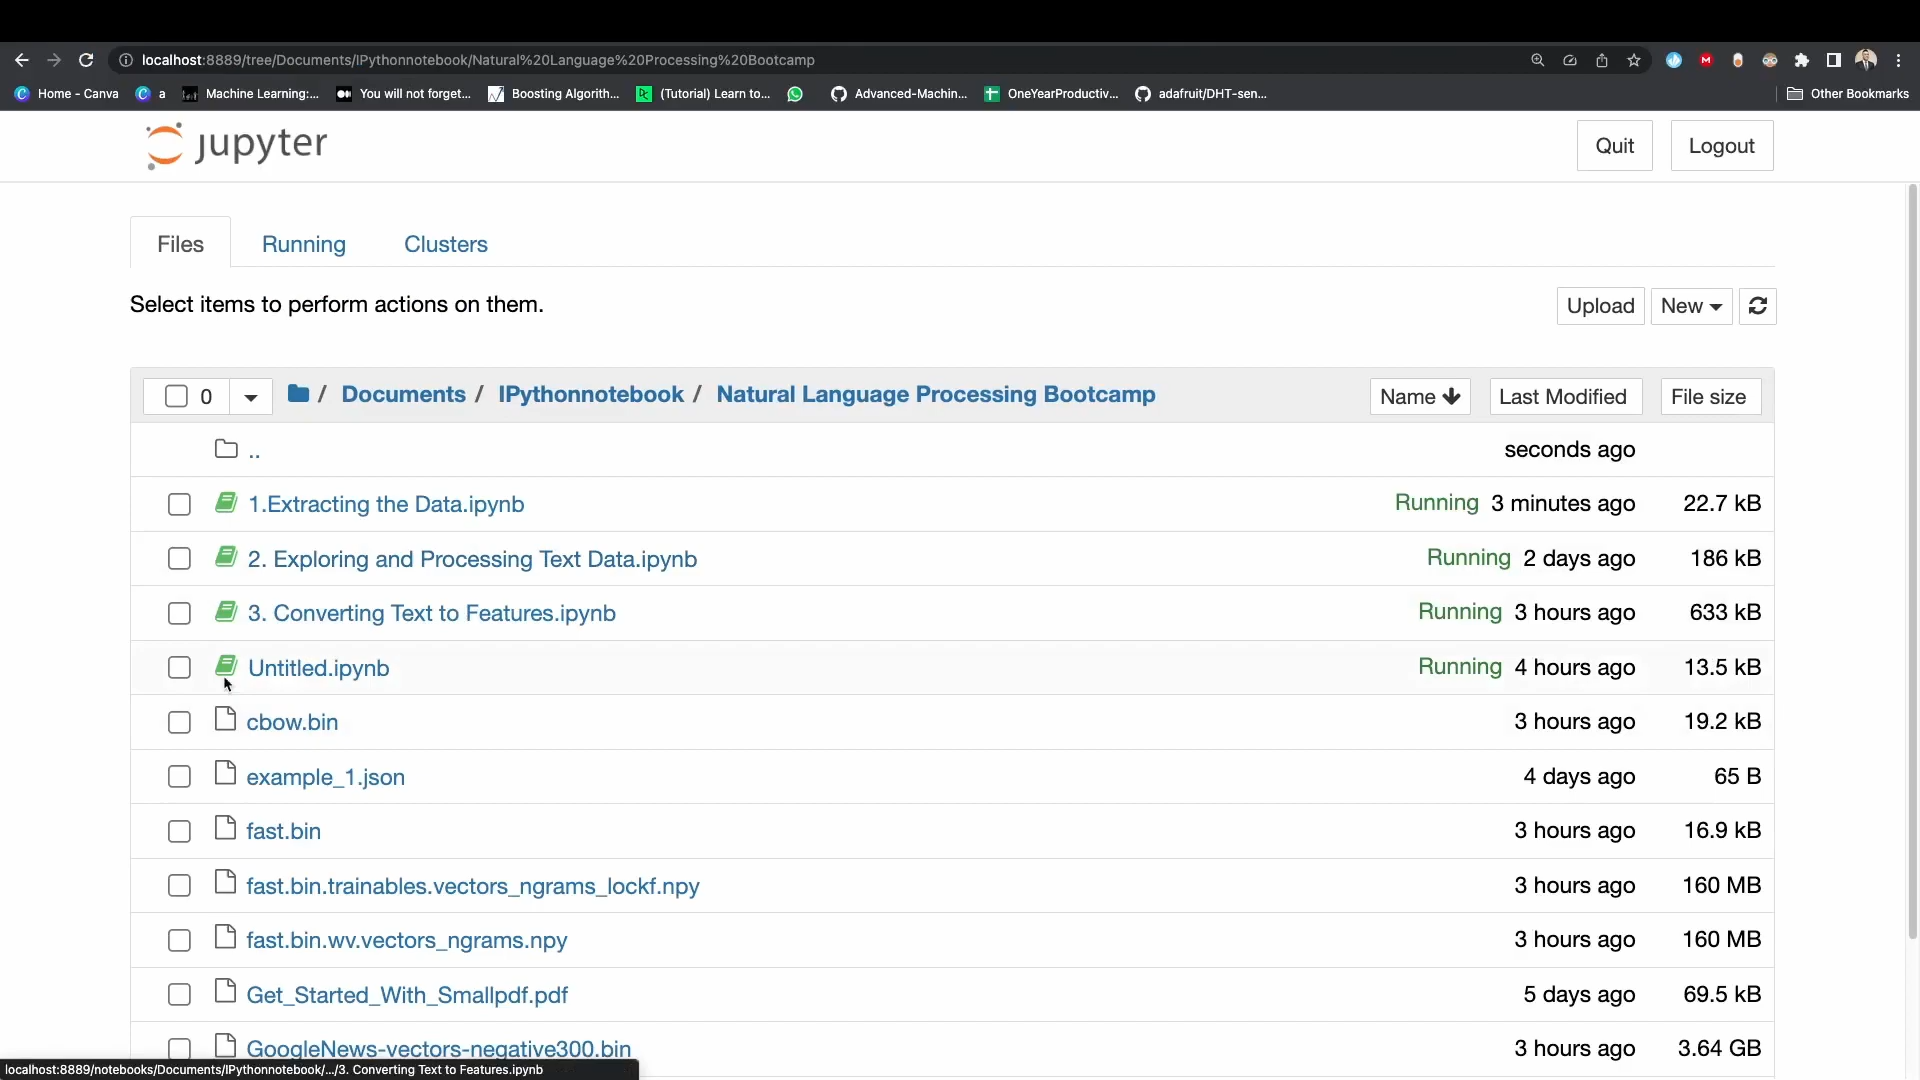 localhost:8889/tree/Documents/IPythonnotebook/Natural%20Language%20Processing%20Bootcamp
Home - Canva a Machine Learning:... You will not forget... Boosting Algorith... (Tutorial) Learn to... Advanced-Machin... OneYearProductiv... adafruit/DHT-sen... Other Bookmarks
jupyter Quit Logout
Files Running Clusters
Select items to perform actions on them. Upload New
0 / Documents / IPythonnotebook / Natural Language Processing Bootcamp Name Last Modified File size
.. seconds ago
1.Extracting the Data.ipynb Running 3 minutes ago 22.7 kB
2. Exploring and Processing Text Data.ipynb Running 2 days ago 186 kB
3. Converting Text to Features.ipynb Running 3 hours ago 633 kB
Untitled.ipynb Running 4 hours ago 13.5 kB
cbow.bin 3 hours ago 19.2 kB
example_1.json 4 days ago 65 B
fast.bin 3 hours ago 16.9 kB
fast.bin.trainables.vectors_ngrams_lockf.npy 3 hours ago 160 MB
fast.bin.wv.vectors_ngrams.npy 3 hours ago 160 MB
Get_Started_With_Smallpdf.pdf 5 days ago 69.5 kB
GoogleNews-vectors-negative300.bin 3 hours ago 3.64 GB
localhost:8889/notebooks/Documents/IPythonnotebook/.../3. Converting Text to Features.ipynb